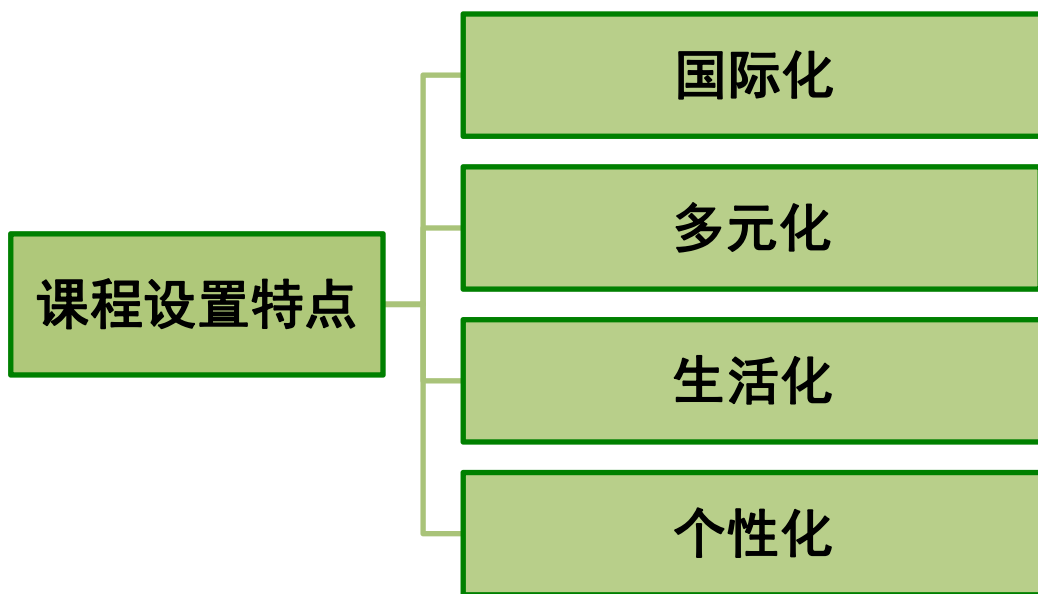 国际化
多元化
课程设置特点
生活化
个性化